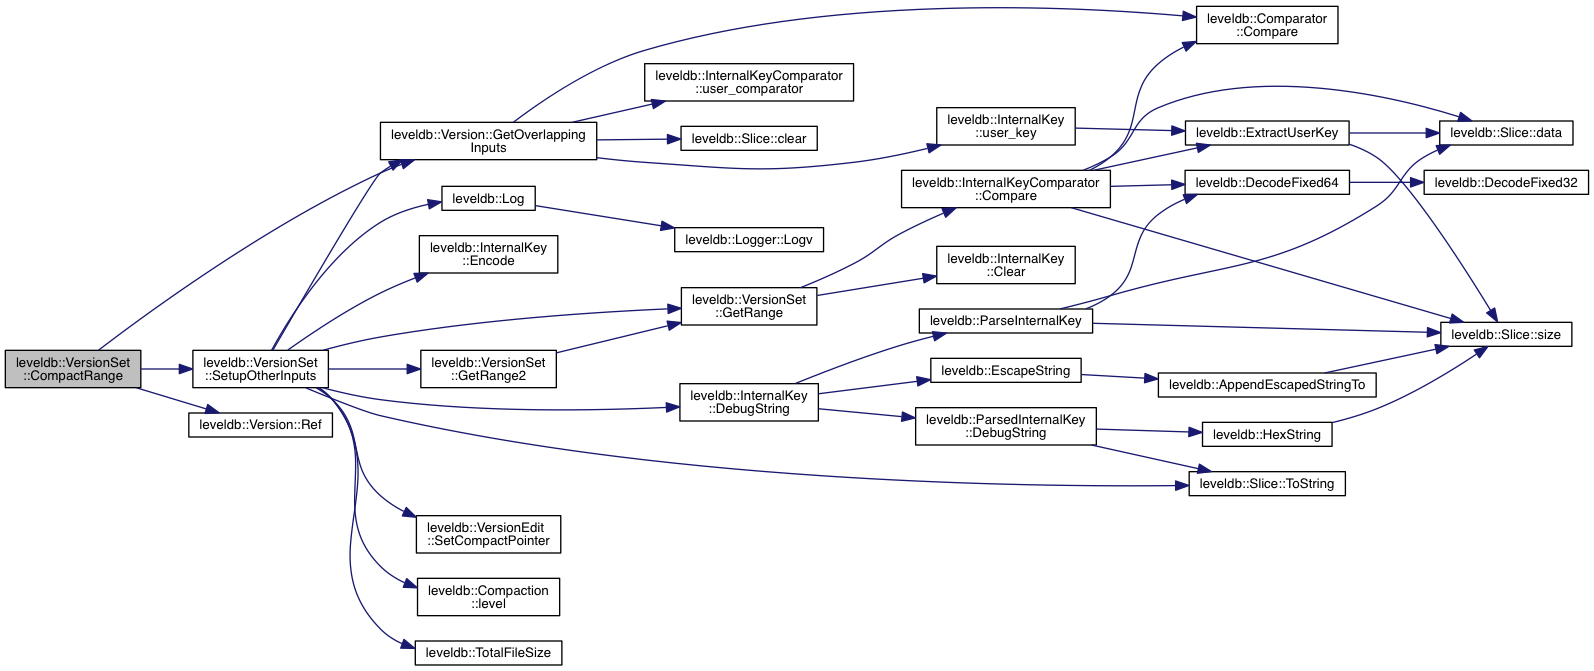 leveldb::VersionSet
::CompactRange
leveldb::VersionSet
::SetupOtherInputs
leveldb::Version::Ref
leveldb::Version::GetOverlapping
Inputs
leveldb::Log
leveldb::InternalKey
::Encode
leveldb::VersionSet
::GetRange2
leveldb::VersionEdit
::SetCompactPointer
leveldb::Compaction
::level
leveldb::TotalFileSize
leveldb::InternalKeyComparator
::user_comparator
leveldb::Slice::clear
leveldb::Logger::Logv
leveldb::VersionSet
::GetRange
leveldb::InternalKey
::DebugString
leveldb::InternalKey
::user_key
leveldb::InternalKeyComparator
::Compare
leveldb::InternalKey
::Clear
leveldb::ParseInternalKey
leveldb::EscapeString
leveldb::ParsedInternalKey
::DebugString
leveldb::Comparator
::Compare
leveldb::ExtractUserKey
leveldb::DecodeFixed64
leveldb::AppendEscapedStringTo
leveldb::HexString
leveldb::Slice::ToString
leveldb::Slice::data
leveldb::DecodeFixed32
leveldb::Slice::size